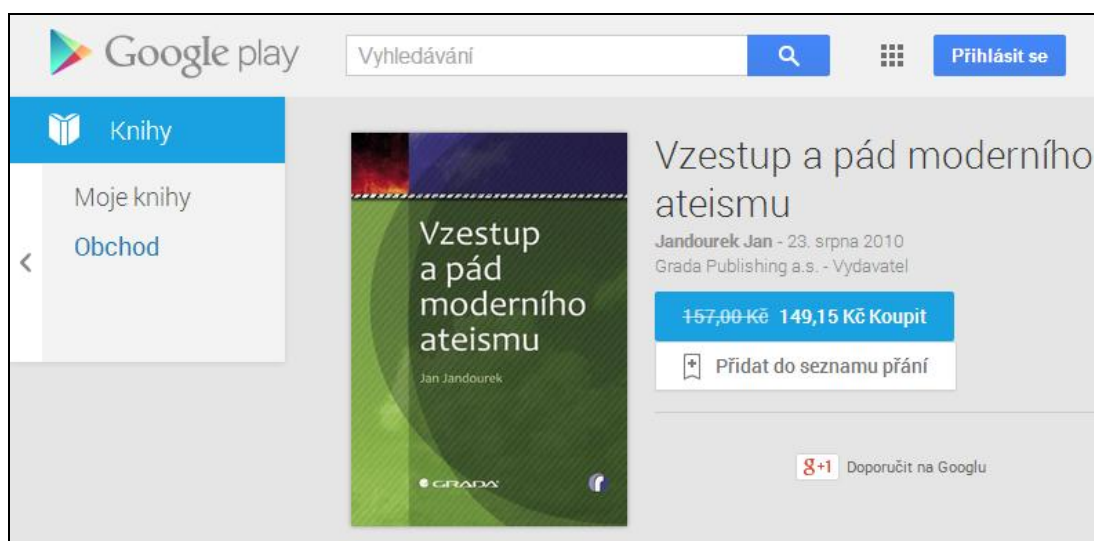 Google play
Vyhledávání
Přihlásit se
Knihy
Moje knihy
Obchod
Vzestup
a pád
moderního
ateismu
Jan Jandourek
GRADA
Vzestup a pád moderního
ateismu
Jandourek Jan - 23. srpna 2010
Grada Publishing a.s. - Vydavatel
157,00 Kč 149,15 Kč Koupit
Přidat do seznamu přání
g+1 Doporučit na Googlu